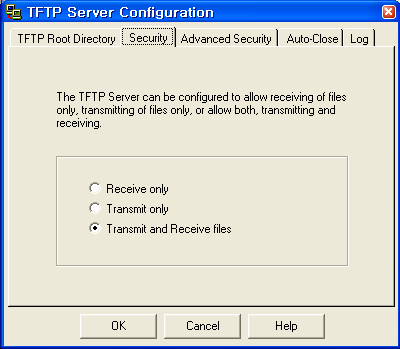 TFTP Server Configuration
TFTP Root Directory Security Advanced Security Auto-Close Log
The TFTP Server can be configured to allow receiving of files
only, transmitting of files only, or allow both, transmitting and
receiving.
Receive only
Transmit only
Transmit and Receive files
OK Cancel Help